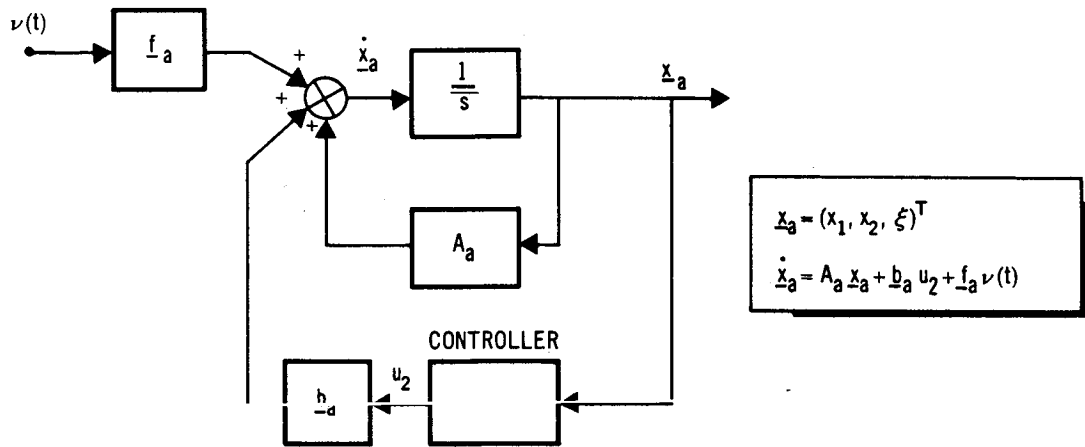 ν(t)
f_a
+
+
+
ẋ_a
1/s
x_a
A_a
x_a = (x_1, x_2, ξ)^T
ẋ_a = A_a x_a + b_a u_2 + f_a ν(t)
CONTROLLER
u_2
b_a